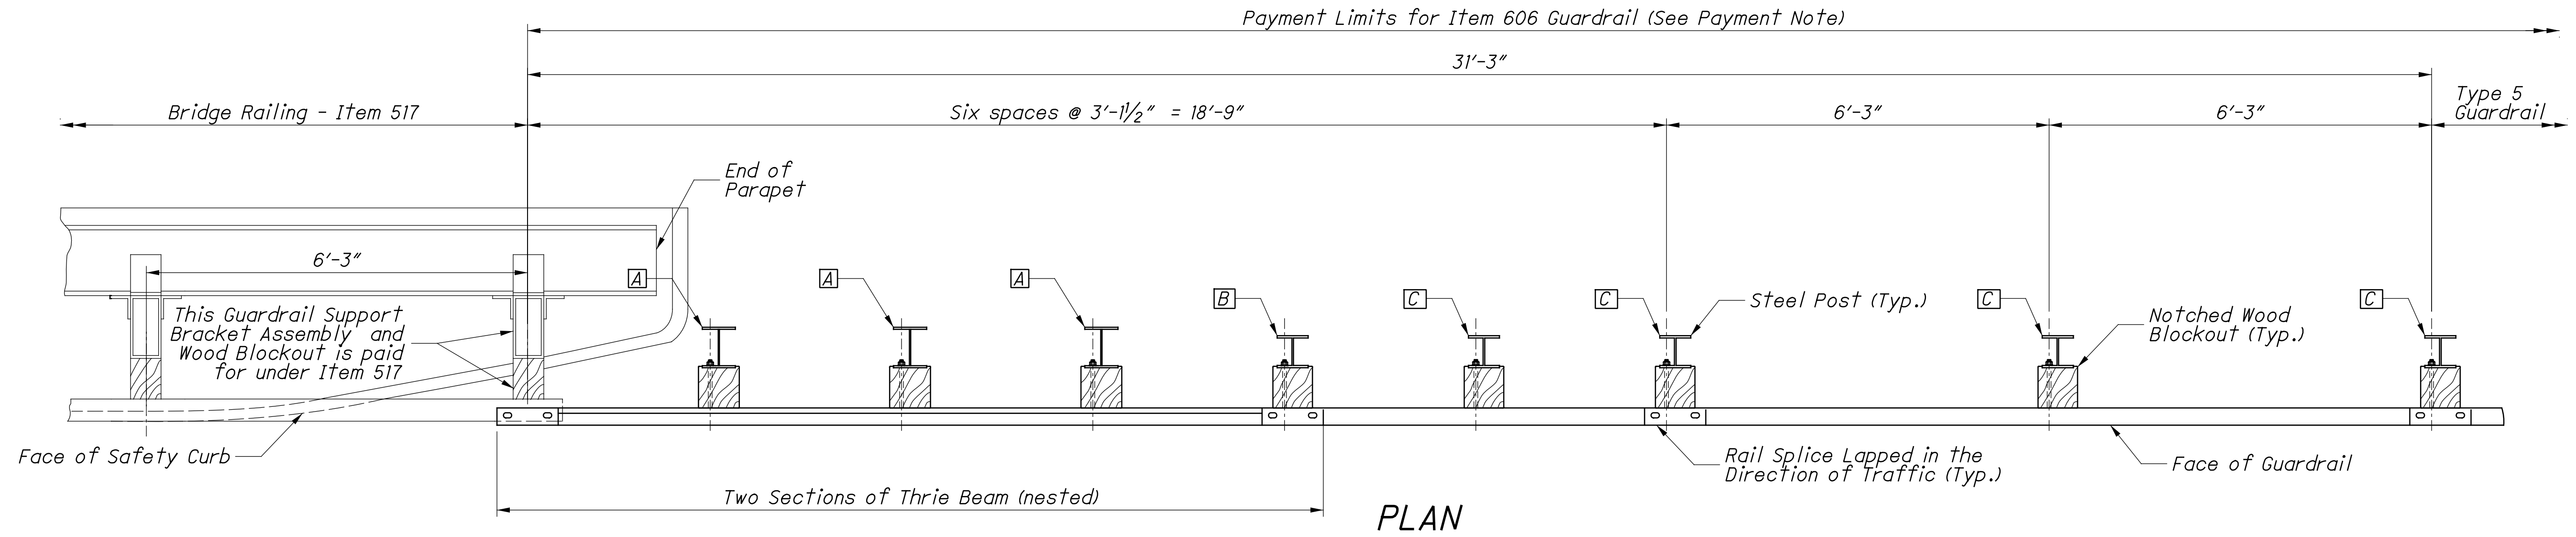 Payment Limits for Item 606 Guardrail (See Payment Note)
31'-3"
Bridge Railing - Item 517
Six spaces @ 3'-1½" = 18'-9"
6'-3"
6'-3"
Type 5
Guardrail
End of
Parapet
6'-3"
A
A
A
B
C
C
C
C
Steel Post (Typ.)
This Guardrail Support
Bracket Assembly and
Wood Blockout is paid
for under Item 517
Notched Wood
Blockout (Typ.)
Face of Safety Curb
Rail Splice Lapped in the
Direction of Traffic (Typ.)
Face of Guardrail
Two Sections of Thrie Beam (nested)
PLAN